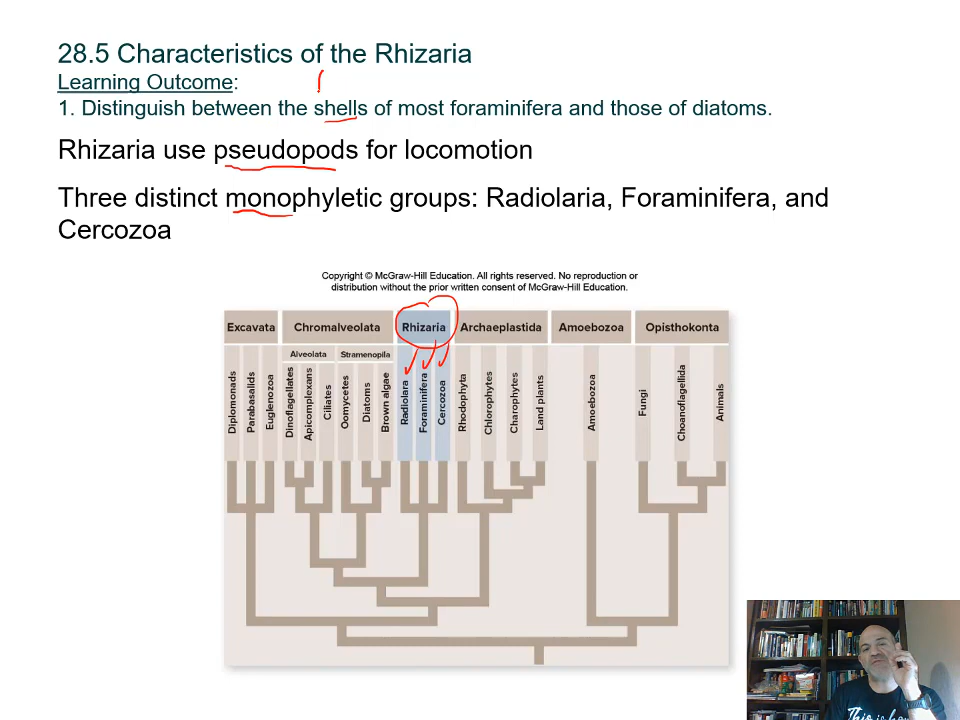 28.5 Characteristics of the Rhizaria
Learning Outcome:
1. Distinguish between the shells of most foraminifera and those of diatoms.
Rhizaria use pseudopods for locomotion
Three distinct monophyletic groups: Radiolaria, Foraminifera, and
Cercozoa
Copyright © McGraw-Hill Education. All rights reserved. No reproduction or
distribution without the prior written consent of McGraw-Hill Education.
Excavata
Chromalveolata
Rhizaria
Archaeplastida
Amoebozoa
Opisthokonta
Alveolata
Stramenopila
Diplomonads
Parabasalids
Euglenozoa
Dinoflagellates
Apicomplexans
Ciliates
Oomycetes
Diatoms
Brown algae
Radiolara
Foraminifera
Cercozoa
Rhodophyta
Chlorophytes
Charophytes
Land plants
Amoebozoa
Fungi
Choanoflagellida
Animals
This is